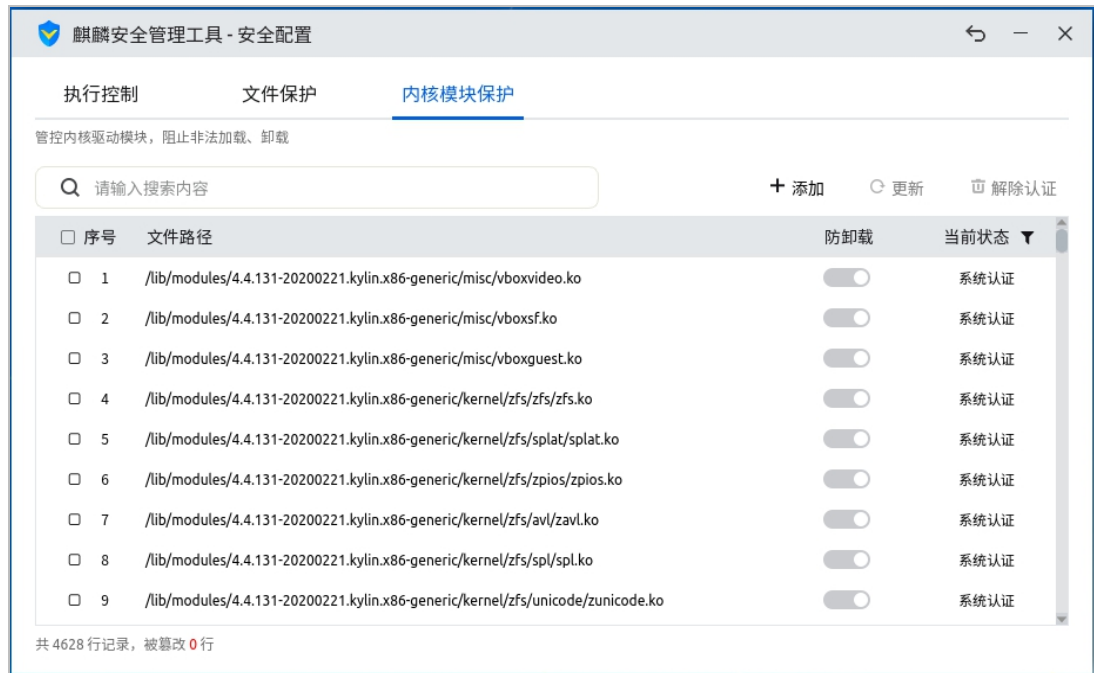 麒麟安全管理工具 - 安全配置
执行控制 文件保护 内核模块保护
管控内核驱动模块，阻止非法加载、卸载
请输入搜索内容 添加 更新 解除认证
序号 文件路径 防卸载 当前状态
1 /lib/modules/4.4.131-20200221.kylin.x86-generic/misc/vboxvideo.ko 系统认证
2 /lib/modules/4.4.131-20200221.kylin.x86-generic/misc/vboxsf.ko 系统认证
3 /lib/modules/4.4.131-20200221.kylin.x86-generic/misc/vboxguest.ko 系统认证
4 /lib/modules/4.4.131-20200221.kylin.x86-generic/kernel/zfs/zfs/zfs.ko 系统认证
5 /lib/modules/4.4.131-20200221.kylin.x86-generic/kernel/zfs/splat/splat.ko 系统认证
6 /lib/modules/4.4.131-20200221.kylin.x86-generic/kernel/zfs/zpios/zpios.ko 系统认证
7 /lib/modules/4.4.131-20200221.kylin.x86-generic/kernel/zfs/avl/zavl.ko 系统认证
8 /lib/modules/4.4.131-20200221.kylin.x86-generic/kernel/zfs/spl/spl.ko 系统认证
9 /lib/modules/4.4.131-20200221.kylin.x86-generic/kernel/zfs/unicode/zunicode.ko 系统认证
共 4628 行记录，被篡改 0 行